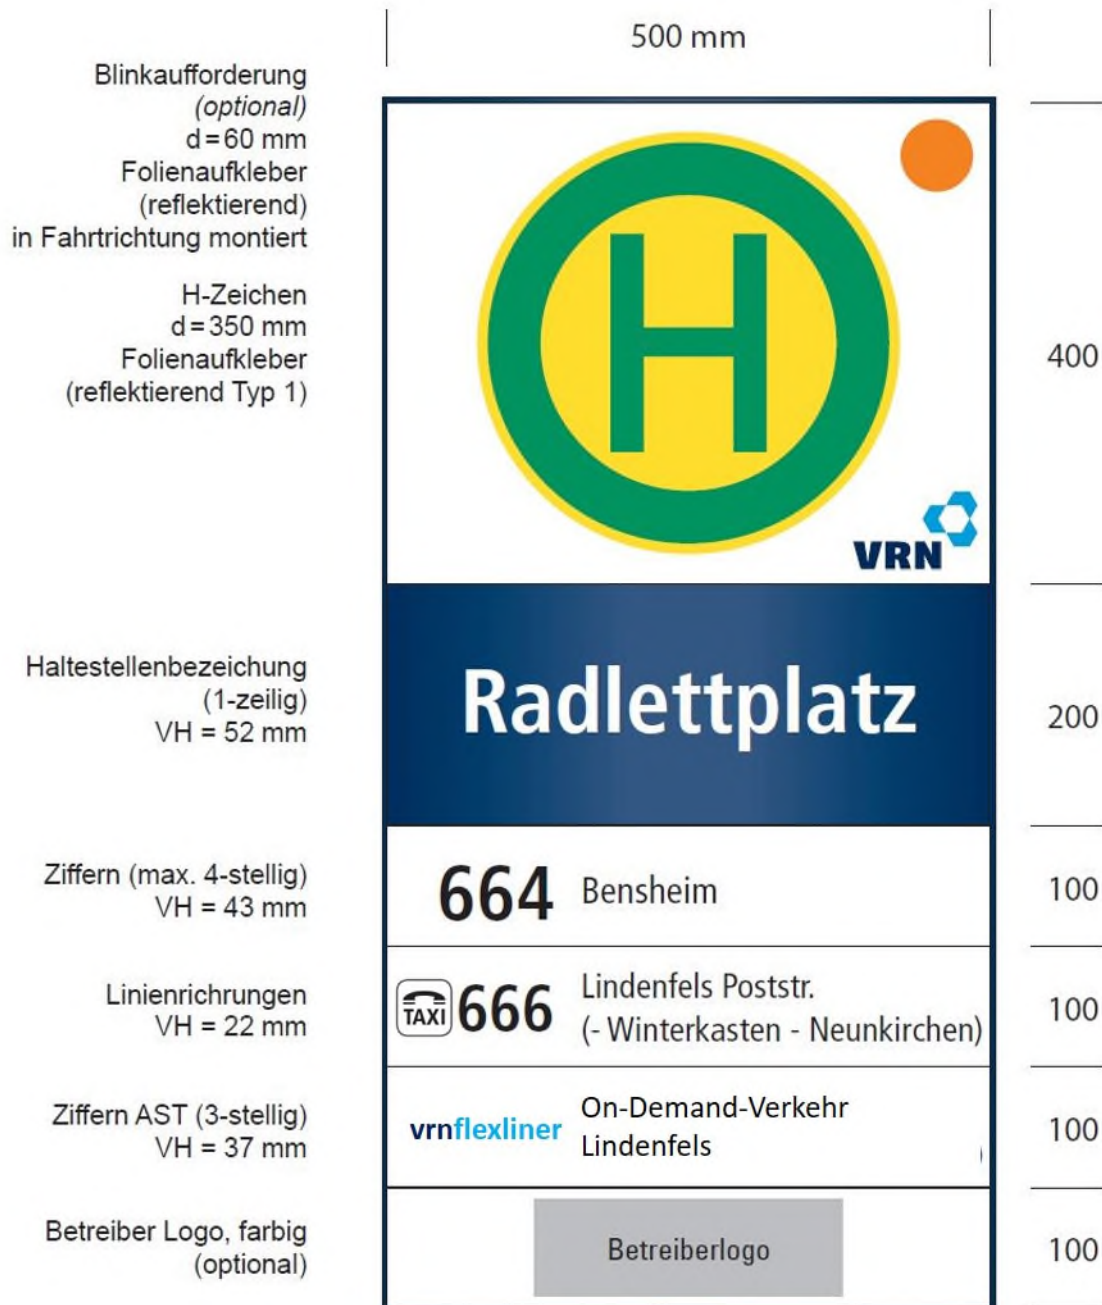 500 mm
Blinkaufforderung
(optional)
d=60 mm
Folienaufkleber
(reflektierend)
in Fahrtrichtung montiert
H-Zeichen
d=350 mm
Folienaufkleber
(reflektierend Typ 1)
H
400
VRN
Haltestellenbezeichung
(1-zeilig)
VH = 52 mm
Radlettplatz
200
Ziffern (max. 4-stellig)
VH = 43 mm
664 Bensheim
100
Linienrichrungen
VH = 22 mm
TAXI 666 Lindenfels Poststr.
(- Winterkasten - Neunkirchen)
100
Ziffern AST (3-stellig)
VH = 37 mm
vrnflexliner On-Demand-Verkehr
Lindenfels
100
Betreiber Logo, farbig
(optional)
Betreiberlogo
100